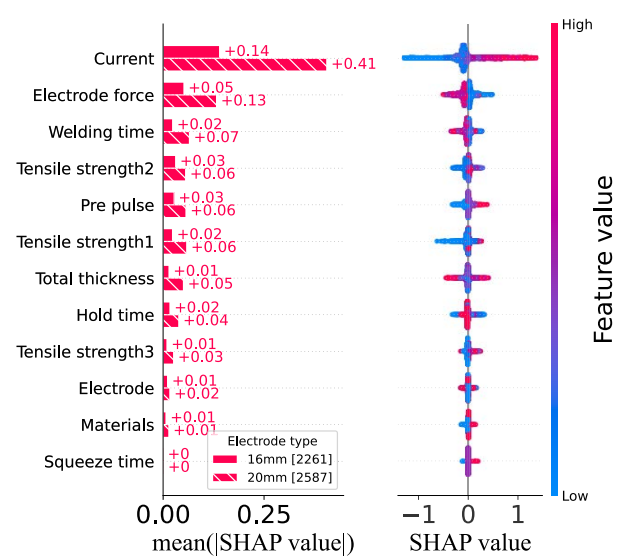 High
Current
+0.14
+0.41
Electrode force
+0.05
+0.13
Welding time
+0.02
+0.07
Tensile strength2
+0.03
+0.06
Pre pulse
+0.03
+0.06
Tensile strength1
+0.02
+0.06
Total thickness
+0.01
+0.05
Hold time
+0.02
+0.04
Tensile strength3
+0.01
+0.03
Electrode
+0.01
+0.02
Materials
+0.01
+0.01
Squeeze time
+0
+0
Electrode type
16mm [2261]
20mm [2587]
Feature value
Low
0.00 0.25
mean(|SHAP value|)
−1 0 1
SHAP value